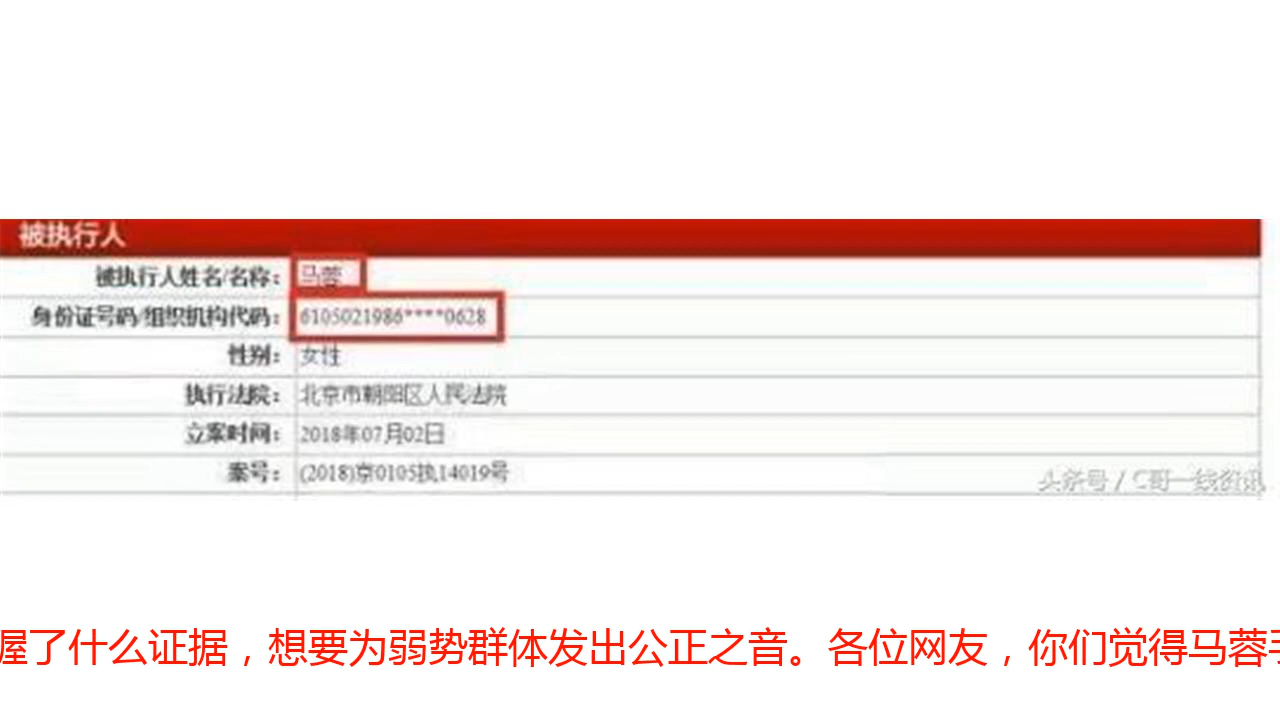 被执行人
被执行人姓名/名称： 马蓉
身份证号码/组织机构代码： 6105021986****0628
性别： 女性
执行法院： 北京市朝阳区人民法院
立案时间： 2018年07月02日
案号： (2018)京0105执14019号
头条号 / C哥一线资讯
握了什么证据，想要为弱势群体发出公正之音。各位网友，你们觉得马蓉手